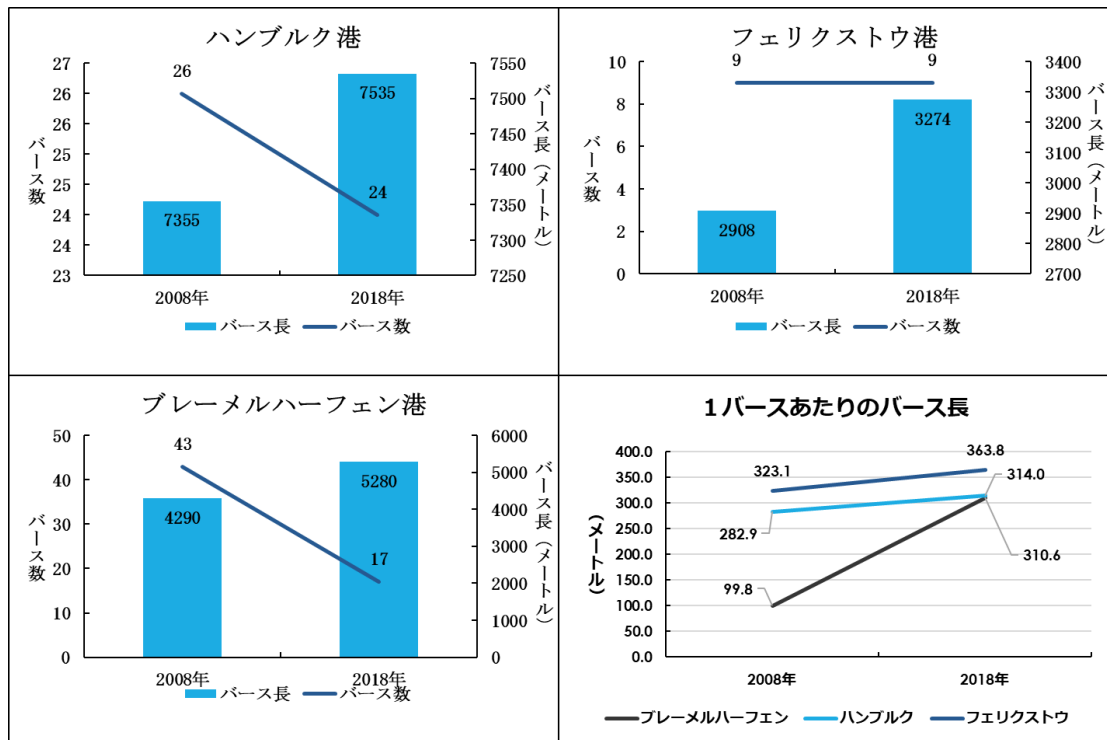 ハンブルク港
27
26
26
25
25
24
24
23
バース数
26
24
7355
7535
7550
7500
7450
7400
7350
7300
7250
バース長（メートル）
2008年
2018年
バース長
バース数
フェリクストウ港
10
8
6
4
2
0
バース数
9
9
2908
3274
3400
3300
3200
3100
3000
2900
2800
2700
バース長（メートル）
2008年
2018年
バース長
バース数
ブレーメルハーフェン港
50
40
30
20
10
0
バース数
43
17
4290
5280
6000
5000
4000
3000
2000
1000
0
バース長（メートル）
2008年
2018年
バース長
バース数
１バースあたりのバース長
400.0
350.0
300.0
250.0
200.0
150.0
100.0
50.0
0.0
（メートル）
323.1
363.8
282.9
314.0
99.8
310.6
2008年
2018年
ブレーメルハーフェン
ハンブルク
フェリクストウ